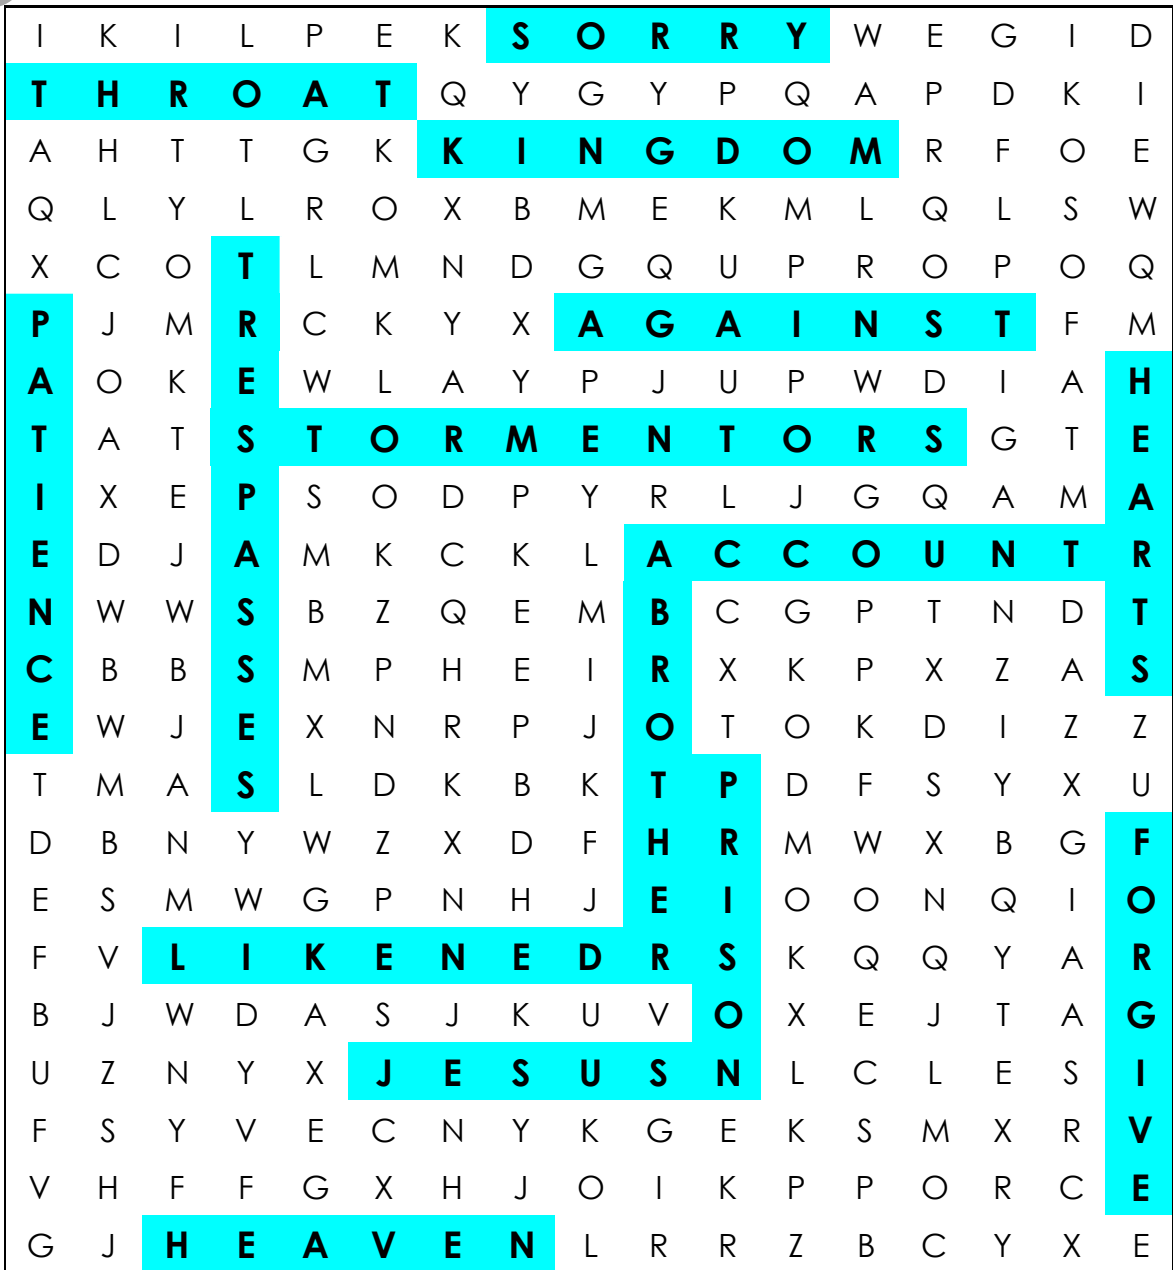 I K I L P E K S O R R Y W E G I D
T H R O A T Q Y G Y P Q A P D K I
A H T T G K K I N G D O M R F O E
Q L Y L R O X B M E K M L Q L S W
X C O T L M N D G Q U P R O P O Q
P J M R C K Y X A G A I N S T F M
A O K E W L A Y P J U P W D I A H
T A T S T O R M E N T O R S G T E
I X E P S O D P Y R L J G Q A M A
E D J A M K C K L A C C O U N T R
N W W S B Z Q E M B C G P T N D T
C B B S M P H E I R X K P X Z A S
E W J E X N R P J O T O K D I Z Z
T M A S L D K B K T P D F S Y X U
D B N Y W Z X D F H R M W X B G F
E S M W G P N H J E I O O N Q I O
F V L I K E N E D R S K Q Q Y A R
B J W D A S J K U V O X E J T A G
U Z N Y X J E S U S N L C L E S I
F S Y V E C N Y K G E K S M X R V
V H F F G X H J O I K P P O R C E
G J H E A V E N L R R Z B C Y X E